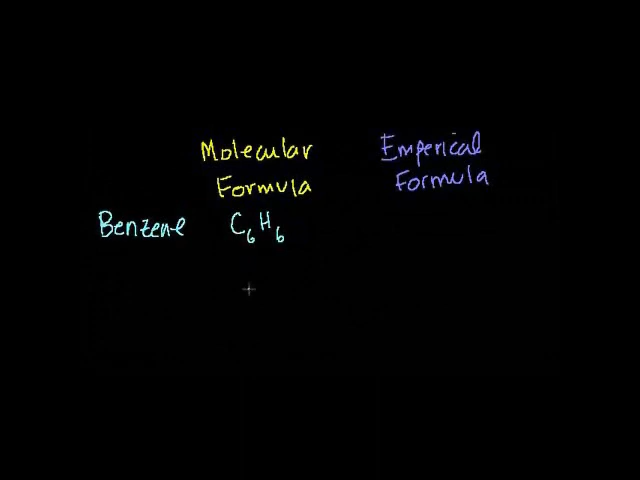 Molecular Emperical
Formula Formula
Benzene C₆H₆